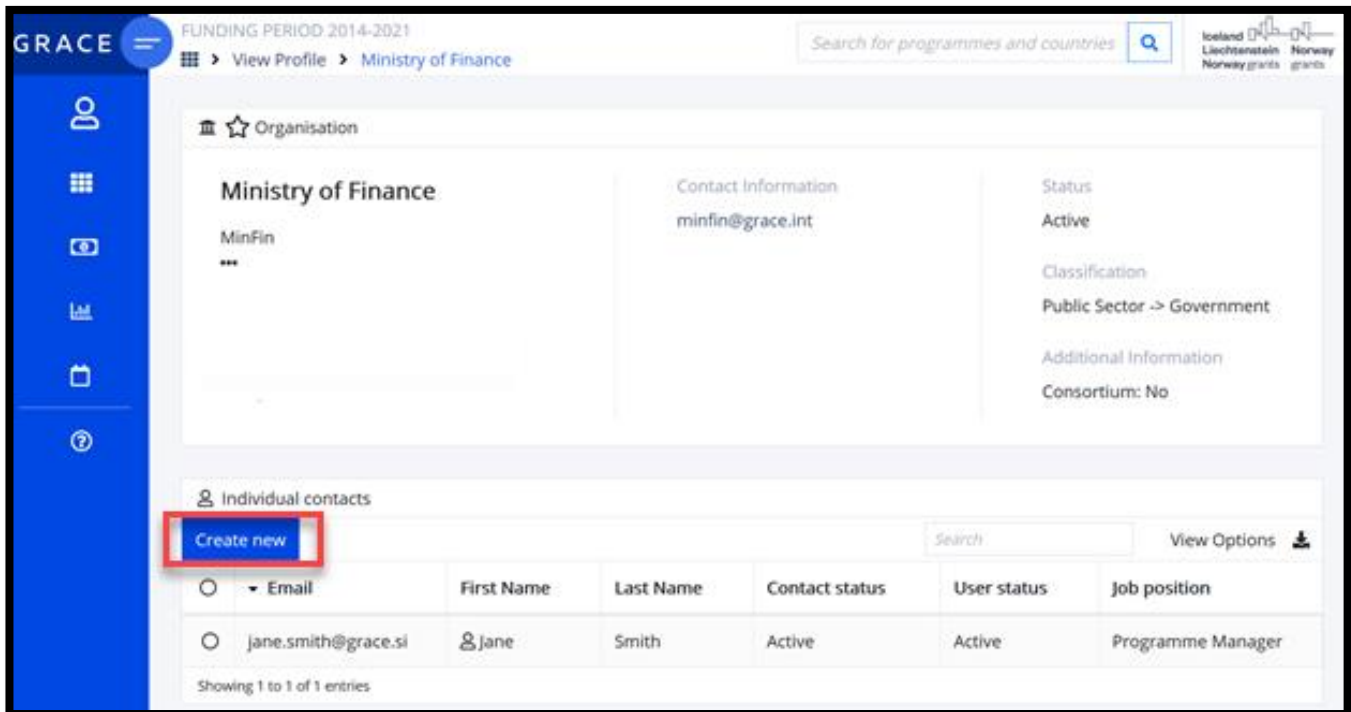 GRACE
FUNDING PERIOD 2014-2021
View Profile > Ministry of Finance
Search for programmes and countries
Iceland
Liechtenstein Norway
Norway grants grants
Organisation
Ministry of Finance
MinFin
•••
Contact Information
minfin@grace.int
Status
Active
Classification
Public Sector -> Government
Additional Information
Consortium: No
Individual contacts
Create new
Search
View Options
Email First Name Last Name Contact status User status Job position
jane.smith@grace.si Jane Smith Active Active Programme Manager
Showing 1 to 1 of 1 entries